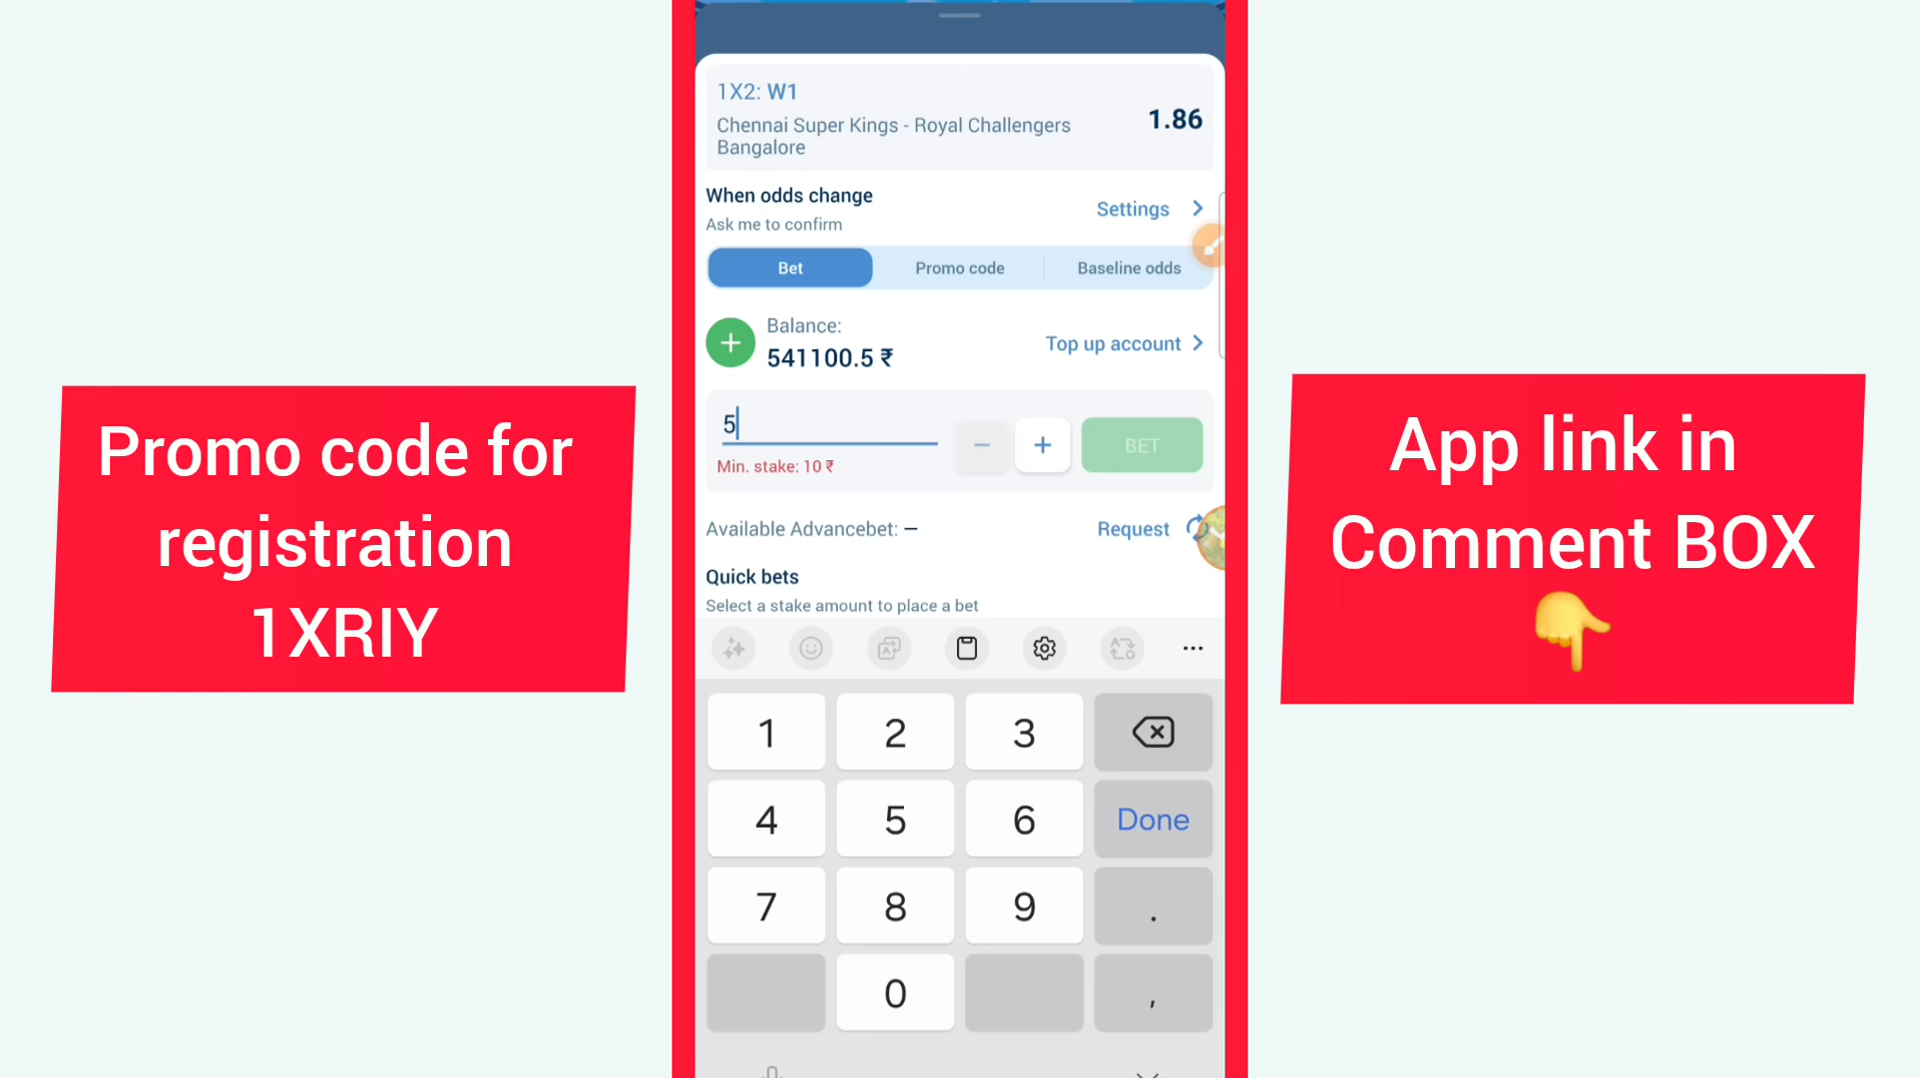 Promo code for
registration
1XRIY
1X2: W1
Chennai Super Kings - Royal Challengers
Bangalore
1.86
When odds change
Ask me to confirm
Settings
Bet
Promo code
Baseline odds
Balance:
541100.5 ₹
Top up account
5
Min. stake: 10 ₹
BET
Available Advancebet: –
Request
Quick bets
Select a stake amount to place a bet
1
2
3
4
5
6
Done
7
8
9
.
0
,
App link in
Comment BOX
👇